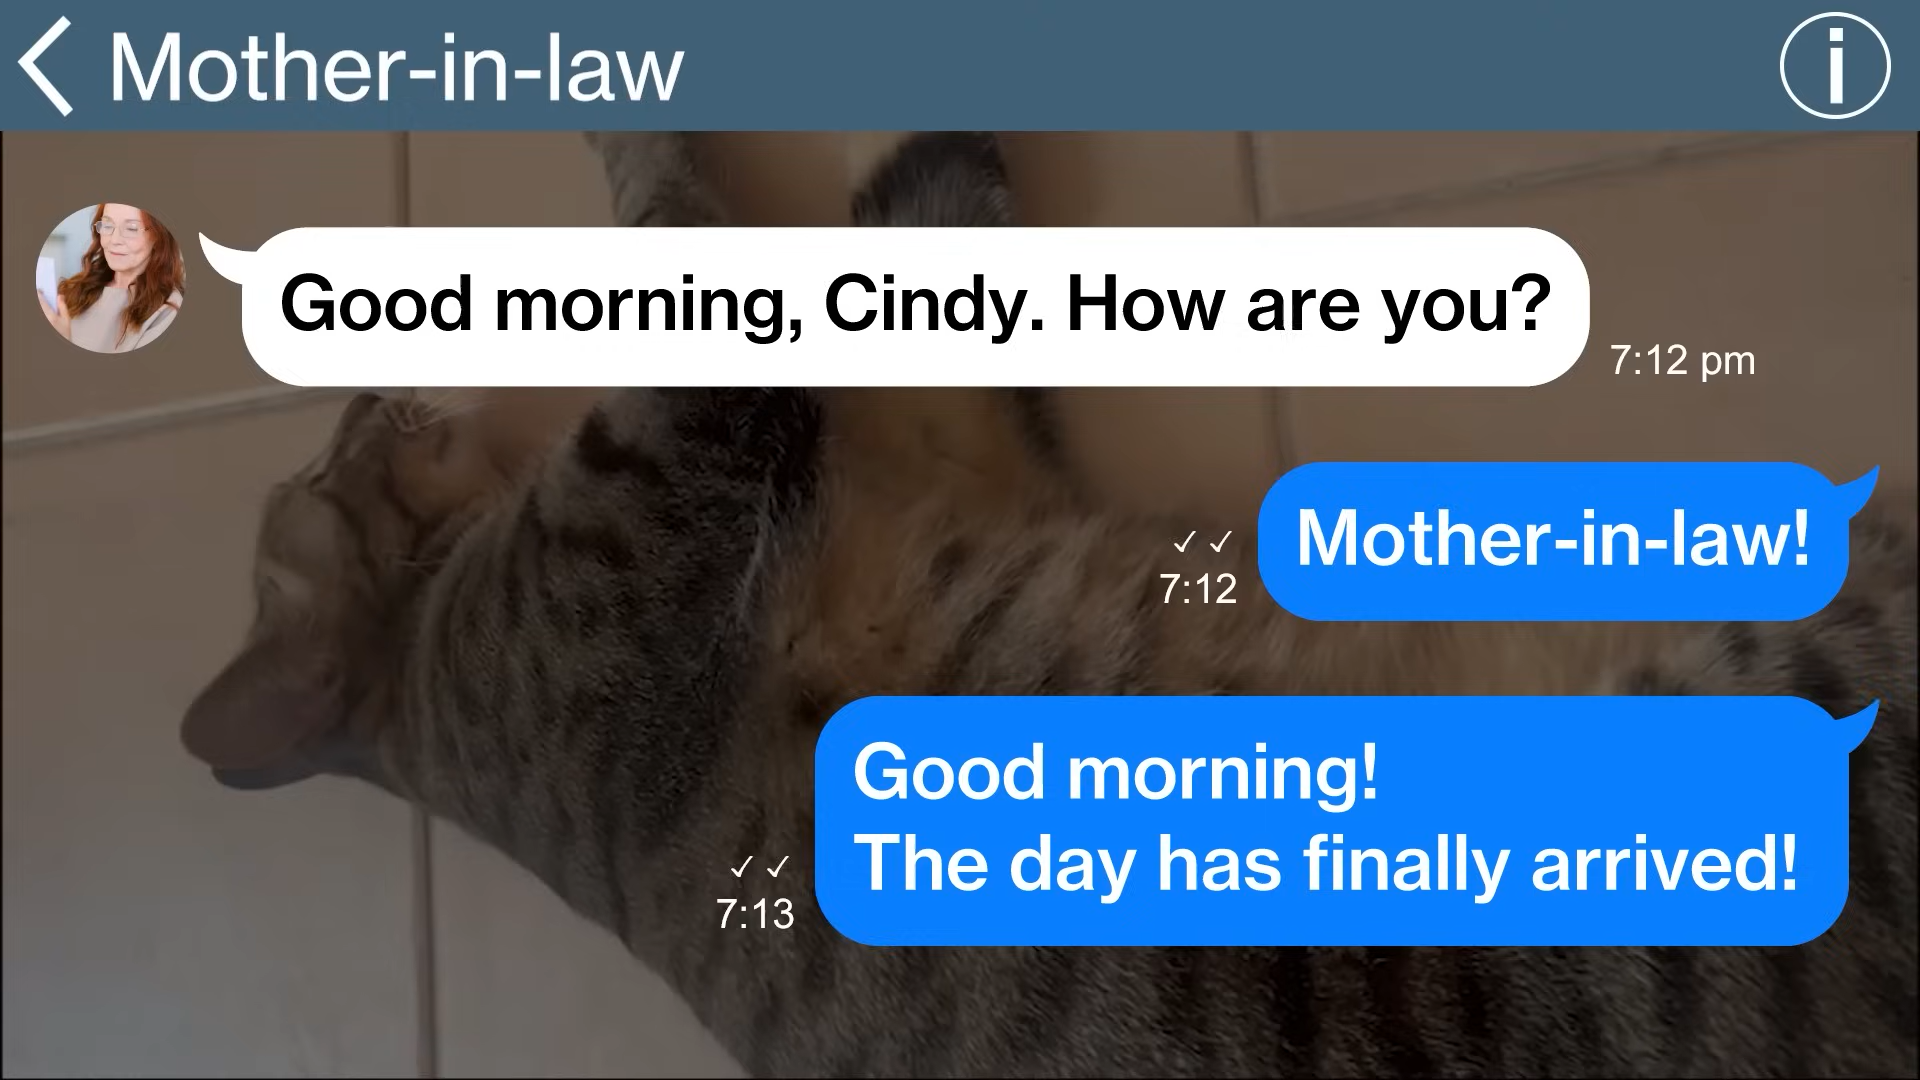 Mother-in-law
Good morning, Cindy. How are you?
7:12 pm
Mother-in-law!
✓ ✓
7:12
Good morning!
The day has finally arrived!
✓ ✓
7:13